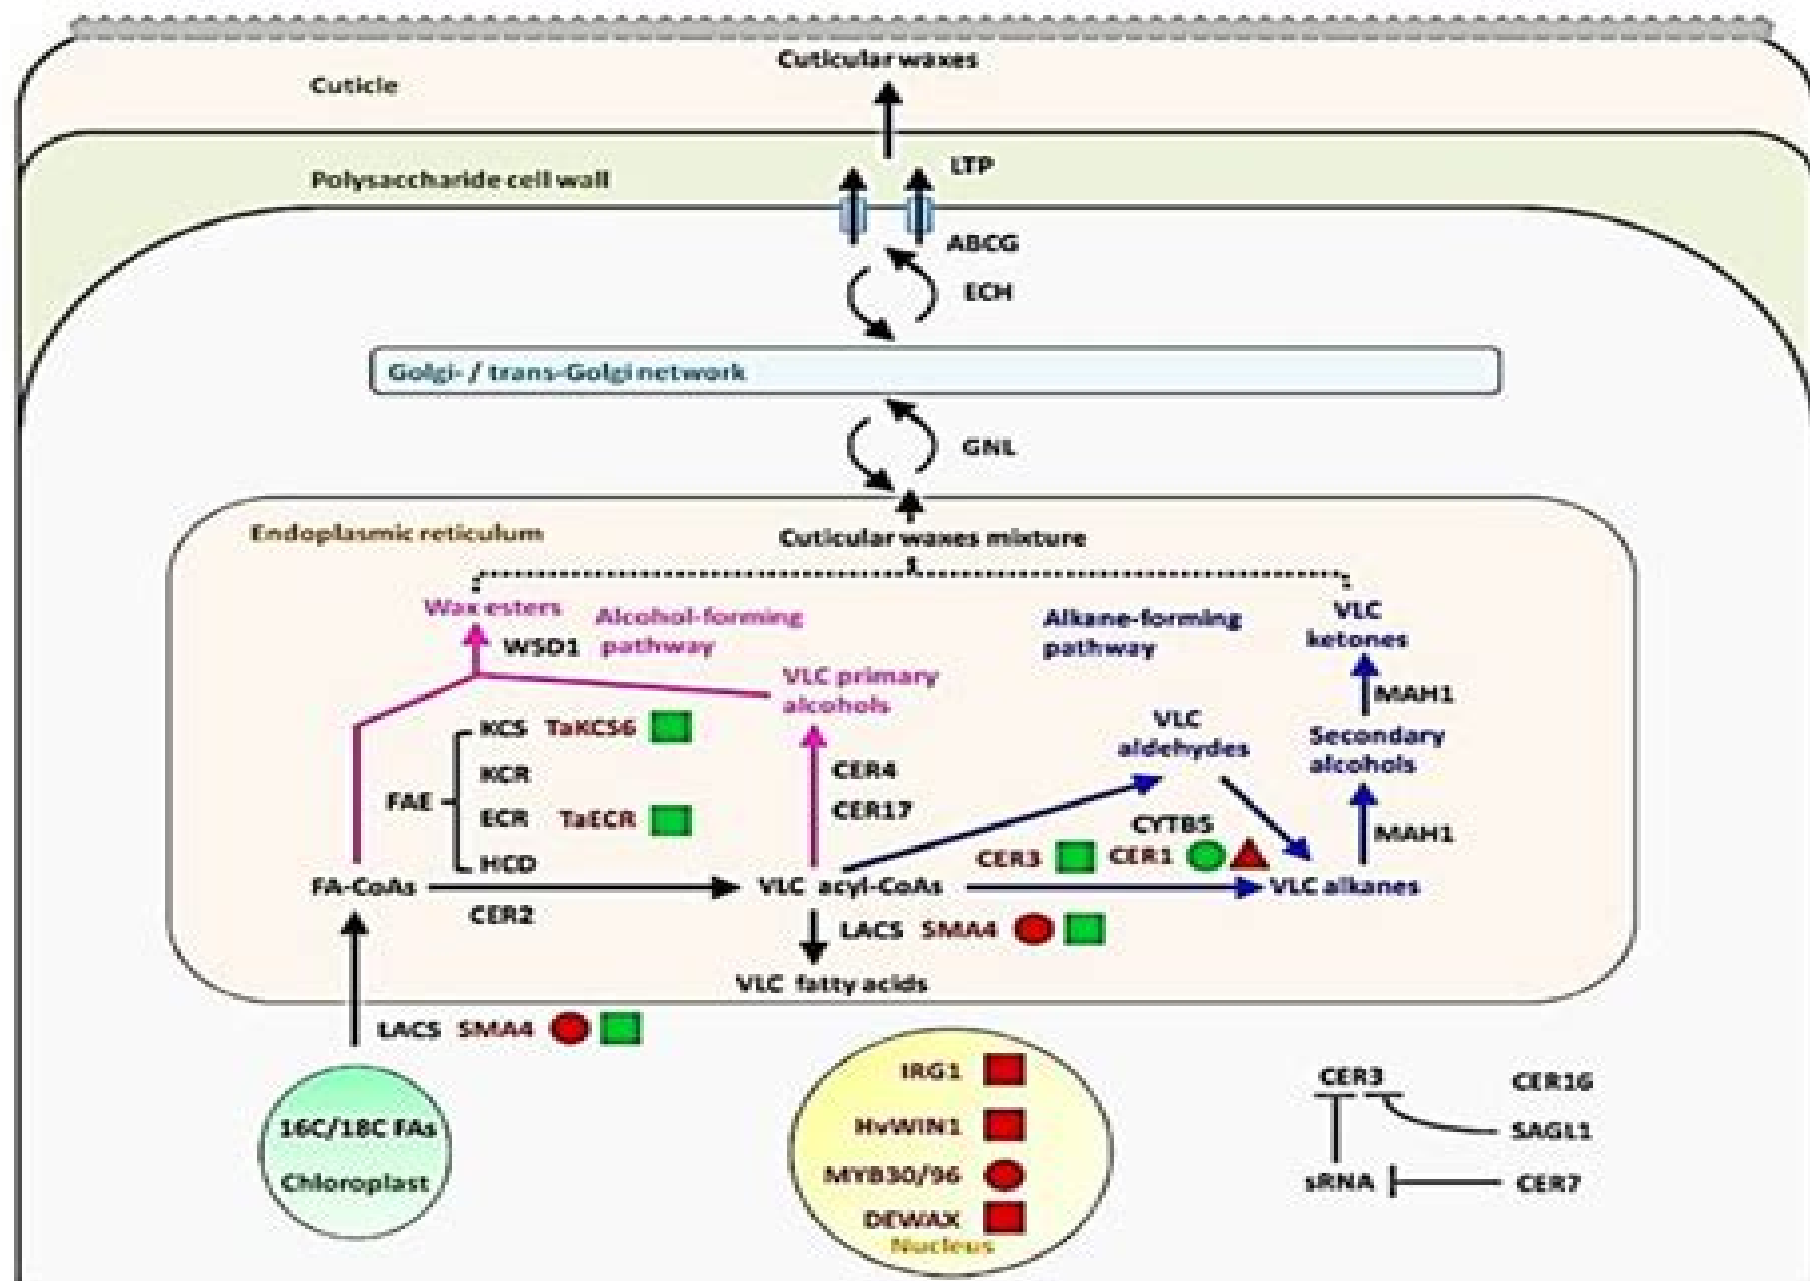 Cuticular waxes
Cuticle
LTP
Polysaccharide cell wall
ABCG
ECH
Golgi- / trans-Golgi network
GNL
Endoplasmic reticulum
Cuticular waxes mixture
Wax esters
Alcohol-forming
pathway
WSD1
Alkane-forming
pathway
VLC
ketones
VLC primary
alcohols
MAH1
KCS TaKCS6
VLC
aldehydes
Secondary
alcohols
KCR
CER4
FAE
ECR TaECR
CER17
CYTB5
MAH1
HCD
CER3 CER1
FA-CoAs
VLC acyl-CoAs
VLC alkanes
CER2
LACS SMA4
VLC fatty acids
LACS SMA4
16C/18C FAs
Chloroplast
IRG1
HvWIN1
MYB30/96
DEWAX
Nucleus
CER3
CER16
SAGL1
sRNA
CER7